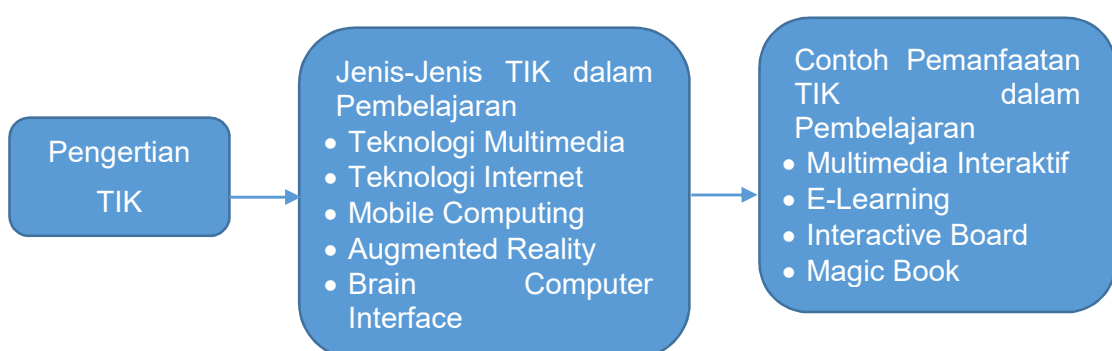 Pengertian
TIK
Jenis-Jenis TIK dalam
Pembelajaran
• Teknologi Multimedia
• Teknologi Internet
• Mobile Computing
• Augmented Reality
• Brain Computer
Interface
Contoh Pemanfaatan
TIK dalam
Pembelajaran
• Multimedia Interaktif
• E-Learning
• Interactive Board
• Magic Book